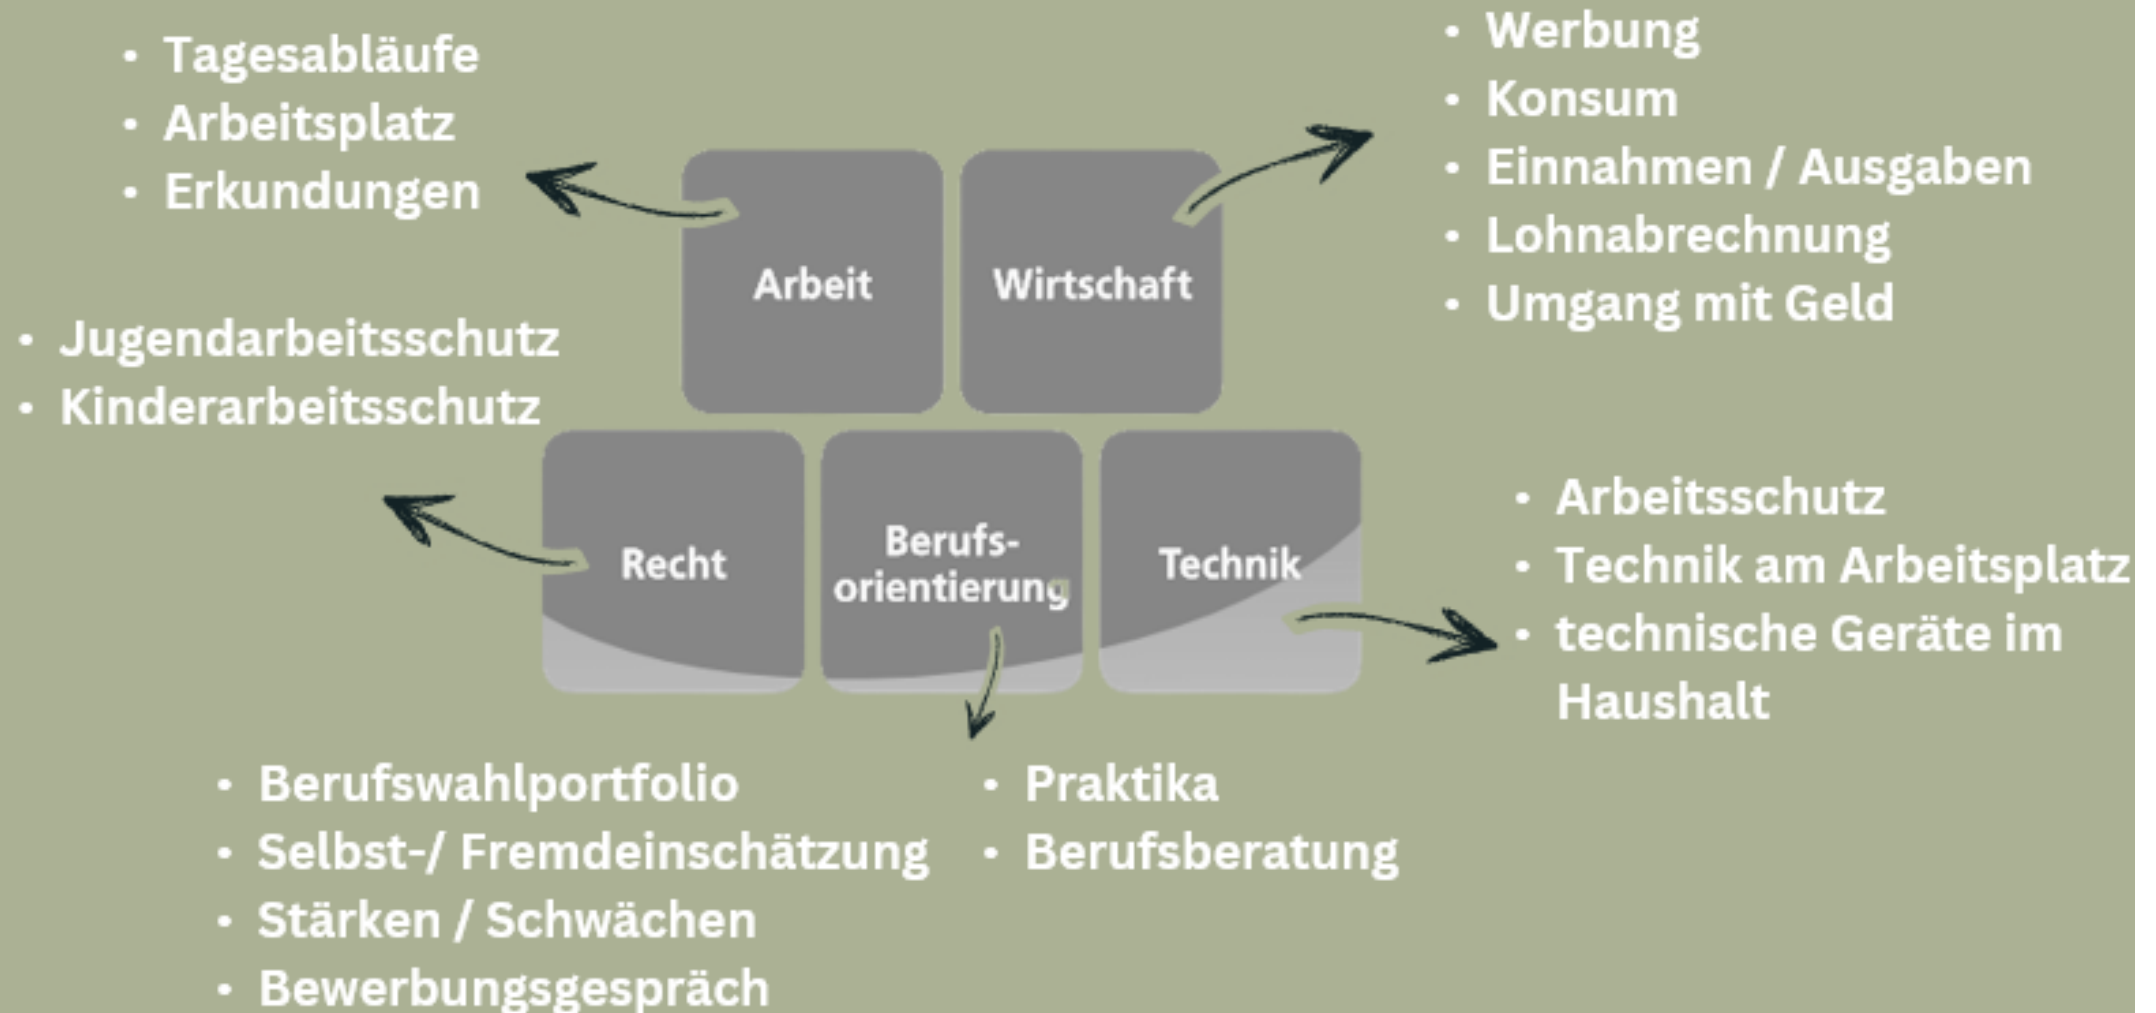 • Tagesabläufe
• Arbeitsplatz
• Erkundungen
• Werbung
• Konsum
• Einnahmen / Ausgaben
• Lohnabrechnung
• Umgang mit Geld
Arbeit
Wirtschaft
• Jugendarbeitsschutz
• Kinderarbeitsschutz
Recht
Berufs-
orientierung
Technik
• Arbeitsschutz
• Technik am Arbeitsplatz
• technische Geräte im
Haushalt
• Berufswahlportfolio
• Selbst-/ Fremdeinschätzung
• Stärken / Schwächen
• Bewerbungsgespräch
• Praktika
• Berufsberatung